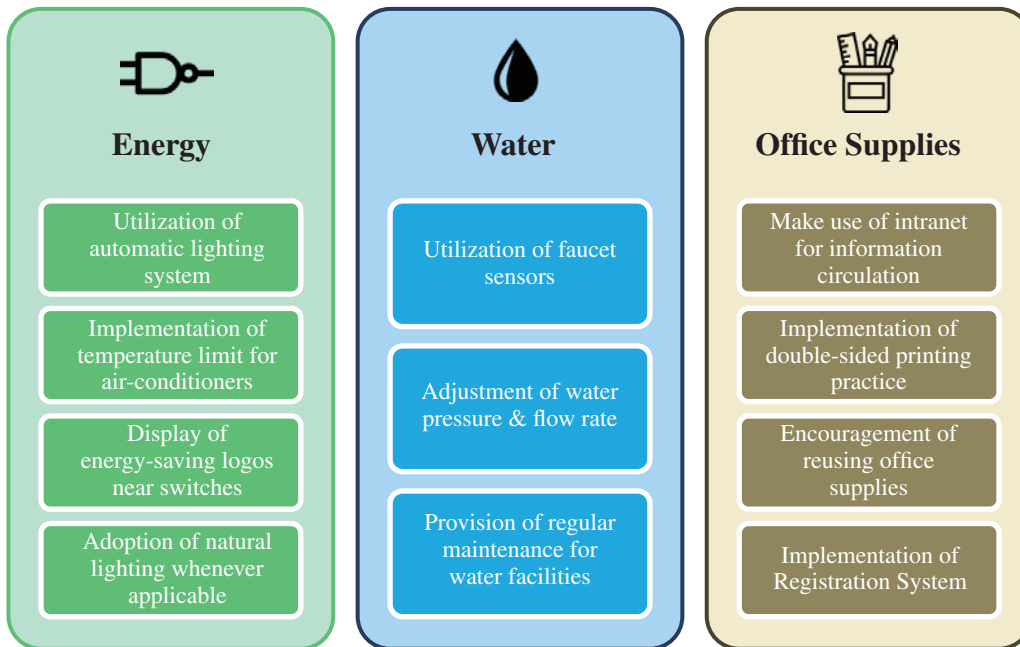 Energy
Utilization of
automatic lighting
system
Implementation of
temperature limit for
air-conditioners
Display of
energy-saving logos
near switches
Adoption of natural
lighting whenever
applicable
Water
Utilization of faucet
sensors
Adjustment of water
pressure & flow rate
Provision of regular
maintenance for
water facilities
Office Supplies
Make use of intranet
for information
circulation
Implementation of
double-sided printing
practice
Encouragement of
reusing office
supplies
Implementation of
Registration System